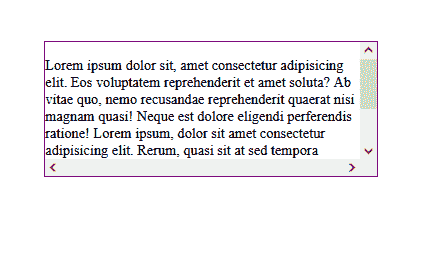 Lorem ipsum dolor sit, amet consectetur adipisicing
elit. Eos voluptatem reprehenderit et amet soluta? Ab
vitae quo, nemo recusandae reprehenderit quaerat nisi
magnam quasi! Neque est dolore eligendi perferendis
ratione! Lorem ipsum, dolor sit amet consectetur
adipisicing elit. Rerum, quasi sit at sed tempora